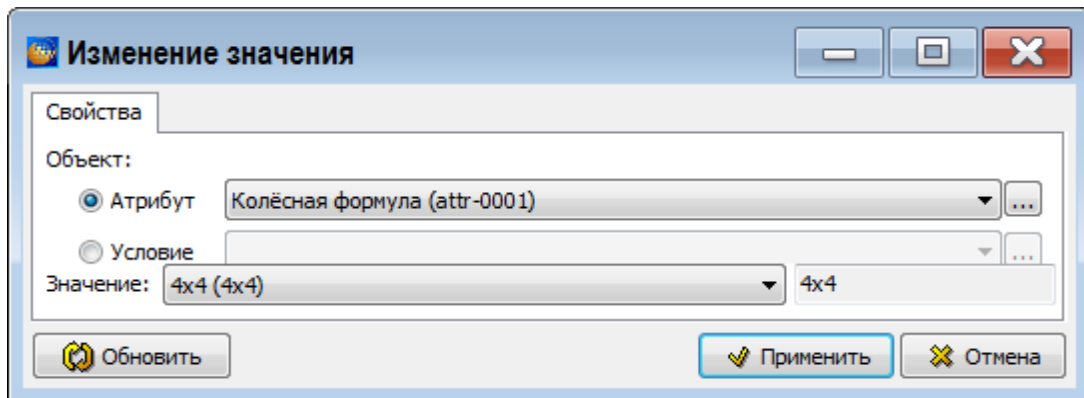 Изменение значения
Свойства
Объект:
Атрибут Колёсная формула (attr-0001) ...
Условие ...
Значение: 4x4 (4x4) 4x4
Обновить Применить Отмена